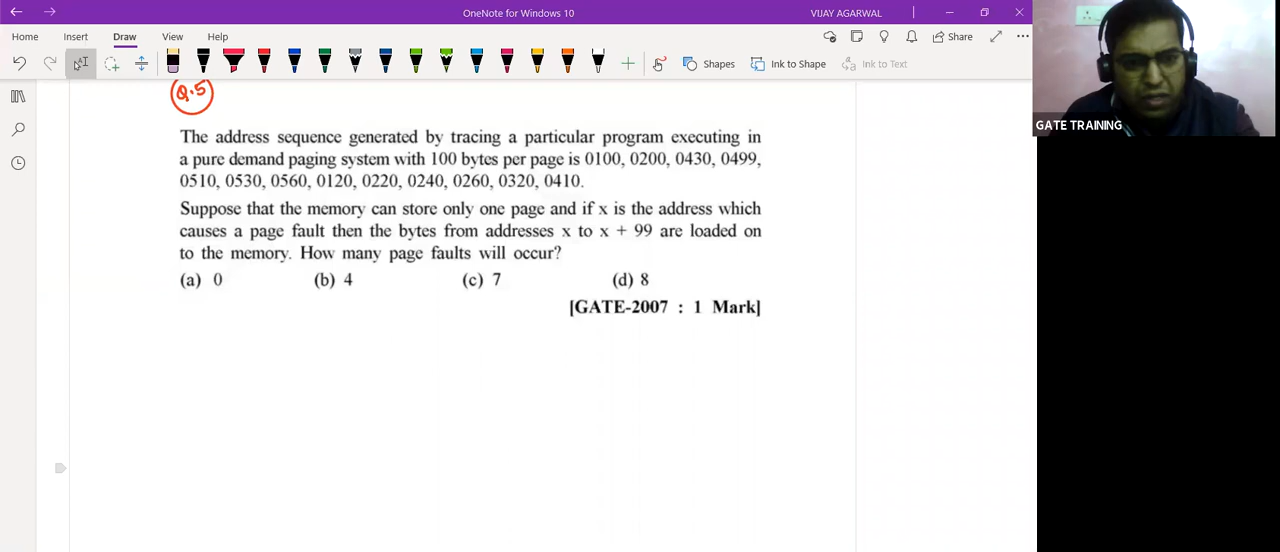 OneNote for Windows 10
VIJAY AGARWAL
Home Insert Draw View Help
Share
Shapes
Ink to Shape
Ink to Text
GATE TRAINING
Q.5
The address sequence generated by tracing a particular program executing in
a pure demand paging system with 100 bytes per page is 0100, 0200, 0430, 0499,
0510, 0530, 0560, 0120, 0220, 0240, 0260, 0320, 0410.
Suppose that the memory can store only one page and if x is the address which
causes a page fault then the bytes from addresses x to x + 99 are loaded on
to the memory. How many page faults will occur?
(a) 0 (b) 4 (c) 7 (d) 8
[GATE-2007 : 1 Mark]